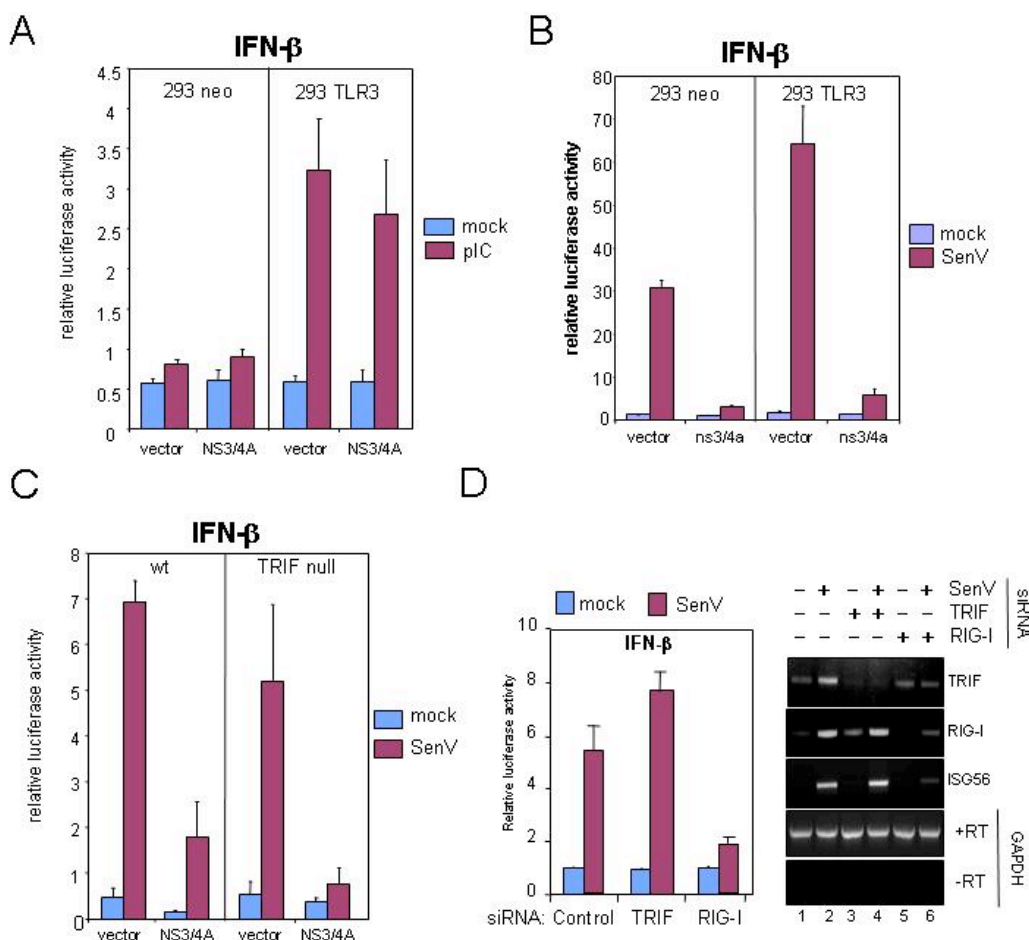 A
IFN-β
293 neo
293 TLR3
4.5
4
3.5
3
2.5
2
1.5
1
0.5
0
relative luciferase activity
vector
NS3/4A
vector
NS3/4A
mock
pIC
B
IFN-β
293 neo
293 TLR3
80
70
60
50
40
30
20
10
0
relative luciferase activity
vector
ns3/4a
vector
ns3/4a
mock
SenV
C
IFN-β
wt
TRIF null
8
7
6
5
4
3
2
1
0
relative luciferase activity
vector
NS3/4A
vector
NS3/4A
mock
SenV
D
mock
SenV
IFN-β
10
8
6
4
2
0
Relative luciferase activity
siRNA: Control TRIF RIG-I
- + - + - + SenV
- - + + - - TRIF
- - - - + + RIG-I
siRNA
TRIF
RIG-I
ISG56
+RT
-RT
GAPDH
1 2 3 4 5 6